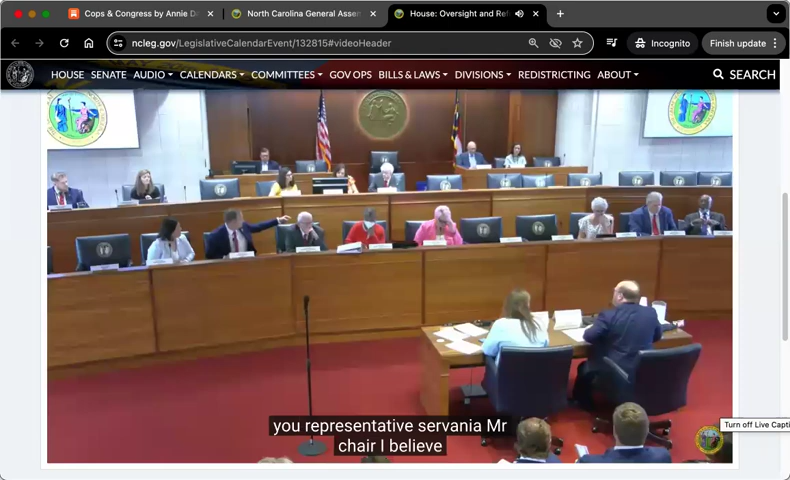 Cops & Congress by Annie D
North Carolina General Assem
House: Oversight and Ref
ncleg.gov/LegislativeCalendarEvent/132815#videoHeader
Incognito
Finish update
HOUSE SENATE AUDIO CALENDARS COMMITTEES GOV OPS BILLS & LAWS DIVISIONS REDISTRICTING ABOUT SEARCH
you representative servania Mr
chair I believe
Turn off Live Capti